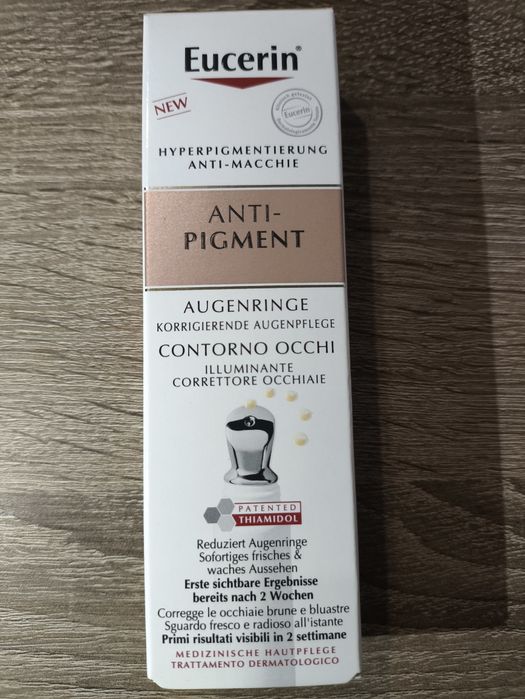 Eucerin®
NEW
Eucerin
HYPERPIGMENTIERUNG
ANTI-MACCHIE
ANTI-
PIGMENT
AUGENRINGE
KORRIGIERENDE AUGENPFLEGE
CONTORNO OCCHI
ILLUMINANTE
CORRETTORE OCCHIAIE
PATENTED
THIAMIDOL
Reduziert Augenringe
Sofortiges frisches &
waches Aussehen
Erste sichtbare Ergebnisse
bereits nach 2 Wochen
Corregge le occhiaie brune e bluastre
Sguardo fresco e radioso all'istante
Primi risultati visibili in 2 settimane
MEDIZINISCHE HAUTPFLEGE
TRATTAMENTO DERMATOLOGICO